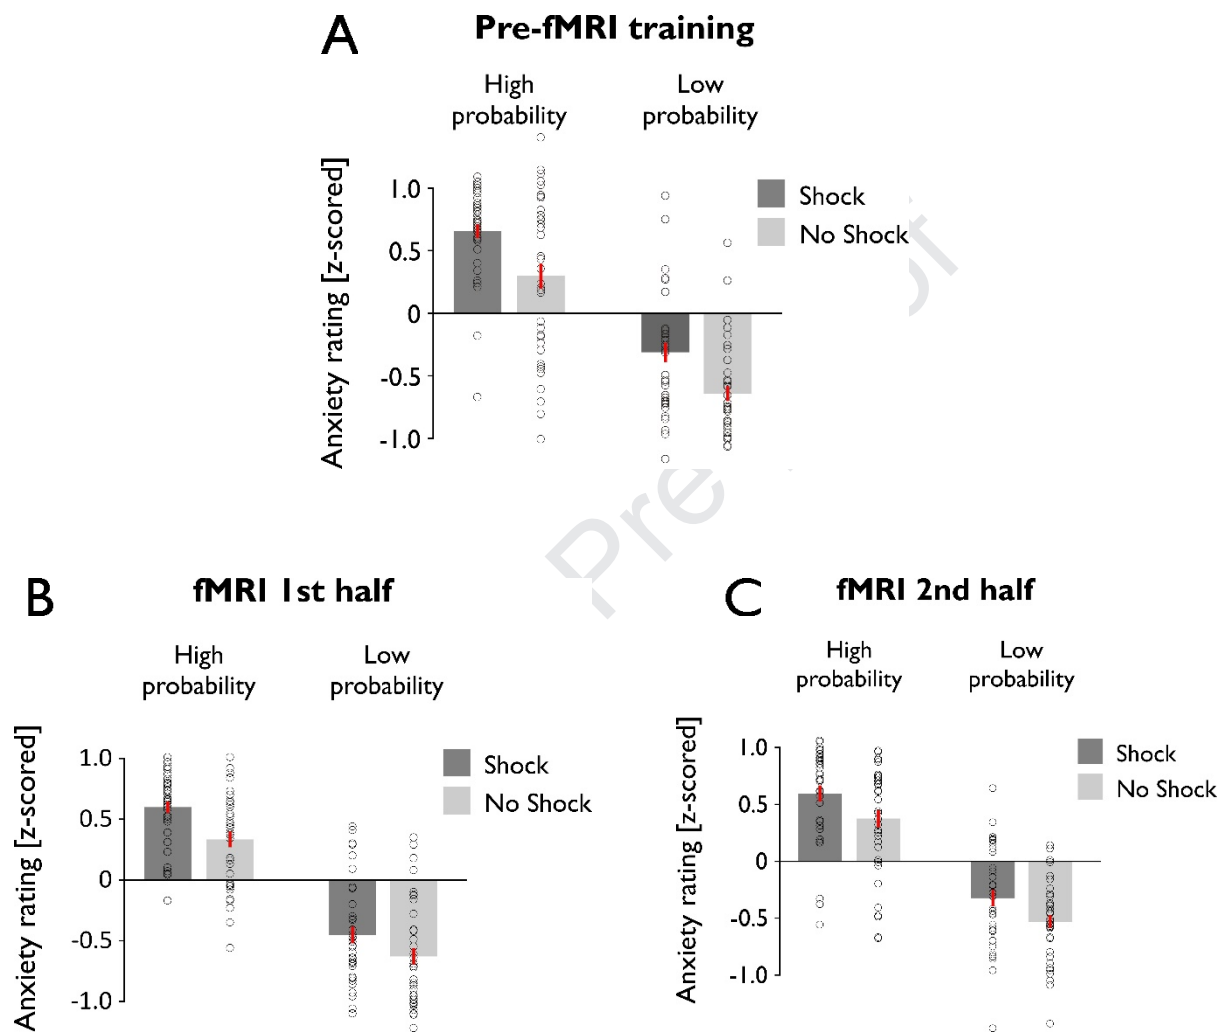 A
Pre-fMRI training
High
probability
Low
probability
Anxiety rating [z-scored]
1.0
0.5
0
-0.5
-1.0
Shock
No Shock
Pre
of
B
fMRI 1st half
High
probability
Low
probability
Anxiety rating [z-scored]
1.0
0.5
0
-0.5
-1.0
Shock
No Shock
C
fMRI 2nd half
High
probability
Low
probability
Anxiety rating [z-scored]
1.0
0.5
0
-0.5
-1.0
Shock
No Shock